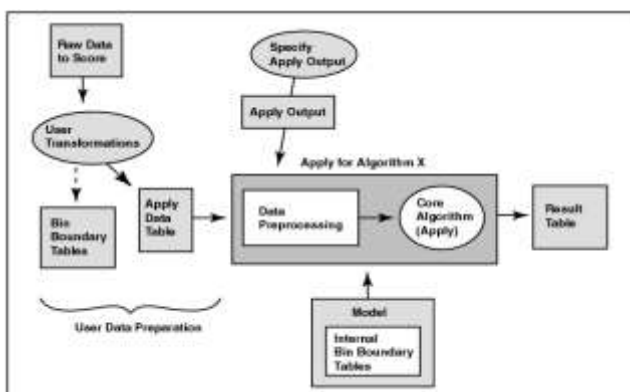 Raw Data
to Score
Specify
Apply Output
User
Transformations
Apply Output
Apply for Algorithm X
Bin
Boundary
Tables
Apply
Data
Table
Data
Preprocessing
Core
Algorithm
(Apply)
Result
Table
User Data Preparation
Model
Internal
Bin Boundary
Tables